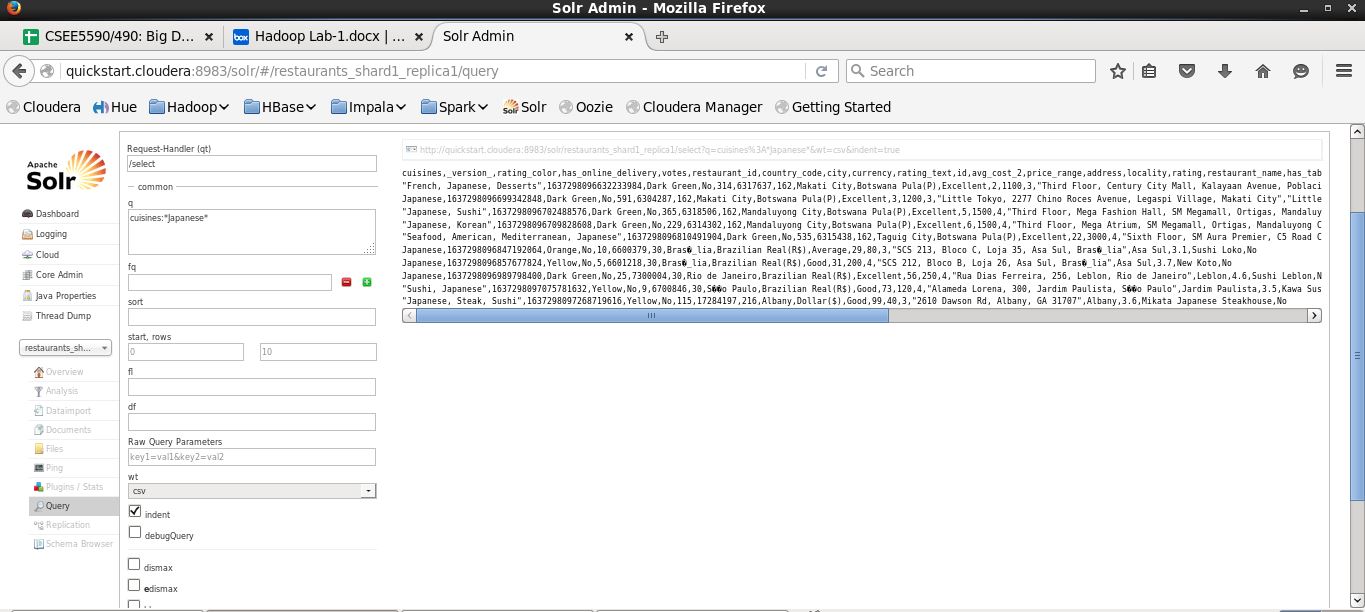 Solr Admin - Mozilla Firefox
CSEE5590/490: Big D... ×
Hadoop Lab-1.docx | ... ×
Solr Admin ×
quickstart.cloudera:8983/solr/#/restaurants_shard1_replica1/query
Search
Cloudera Hue Hadoop HBase Impala Spark Solr Oozie Cloudera Manager Getting Started
Apache
Solr
Dashboard
Logging
Cloud
Core Admin
Java Properties
Thread Dump
restaurants_sh...
Overview
Analysis
Dataimport
Documents
Files
Ping
Plugins / Stats
Query
Replication
Schema Browser
Request-Handler (qt)
/select
common
q
cuisines:*Japanese*
fq
sort
start, rows
0 10
fl
df
Raw Query Parameters
key1=val1&key2=val2
wt
csv
indent
debugQuery
dismax
edismax
http://quickstart.cloudera:8983/solr/restaurants_shard1_replica1/select?q=cuisines%3A*Japanese*&wt=csv&indent=true
cuisines,_version_,rating_color,has_online_delivery,votes,restaurant_id,country_code,city,currency,rating_text,id,avg_cost_2,price_range,address,locality,rating,restaurant_name,has_tab
"French, Japanese, Desserts",1637298096632233984,Dark Green,No,314,6317637,162,Makati City,Botswana Pula(P),Excellent,2,1100,3,"Third Floor, Century City Mall, Kalayaan Avenue, Poblaci
Japanese,1637298096699342848,Dark Green,No,591,6304287,162,Makati City,Botswana Pula(P),Excellent,3,1200,3,"Little Tokyo, 2277 Chino Roces Avenue, Legaspi Village, Makati City","Little
"Japanese, Sushi",1637298096702488576,Dark Green,No,365,6318506,162,Mandaluyong City,Botswana Pula(P),Excellent,5,1500,4,"Third Floor, Mega Fashion Hall, SM Megamall, Ortigas, Mandaluy
"Japanese, Korean",1637298096709828608,Dark Green,No,229,6314302,162,Mandaluyong City,Botswana Pula(P),Excellent,6,1500,4,"Third Floor, Mega Atrium, SM Megamall, Ortigas, Mandaluyong C
"Seafood, American, Mediterranean, Japanese",1637298096810491904,Dark Green,No,535,6315438,162,Taguig City,Botswana Pula(P),Excellent,22,3000,4,"Sixth Floor, SM Aura Premier, C5 Road C
Japanese,1637298096847192064,Orange,No,10,6600379,30,Bras�_lia,Brazilian Real(R$),Average,29,80,3,"SCS 213, Bloco C, Loja 35, Asa Sul, Bras�_lia",Asa Sul,3.1,Sushi Loko,No
Japanese,1637298096857677824,Yellow,No,5,6601218,30,Bras�_lia,Brazilian Real(R$),Good,31,200,4,"SCS 212, Bloco B, Loja 26, Asa Sul, Bras�_lia",Asa Sul,3.7,New Koto,No
Japanese,1637298096989798400,Dark Green,No,25,7300004,30,Rio de Janeiro,Brazilian Real(R$),Excellent,56,250,4,"Rua Dias Ferreira, 256, Leblon, Rio de Janeiro",Leblon,4.6,Sushi Leblon,N
"Sushi, Japanese",1637298097075781632,Yellow,No,9,6700846,30,S��o Paulo,Brazilian Real(R$),Good,73,120,4,"Alameda Lorena, 300, Jardim Paulista, S��o Paulo",Jardim Paulista,3.5,Kawa Sus
"Japanese, Steak, Sushi",1637298097268719616,Yellow,No,115,17284197,216,Albany,Dollar($),Good,99,40,3,"2610 Dawson Rd, Albany, GA 31707",Albany,3.6,Mikata Japanese Steakhouse,No